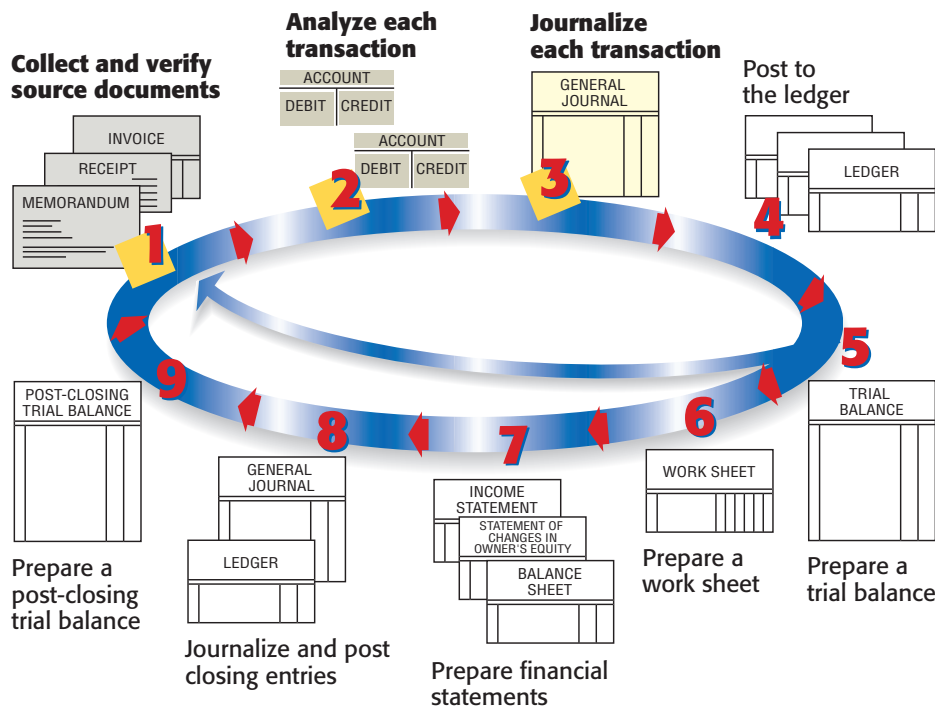 Collect and verify
source documents
INVOICE
RECEIPT
MEMORANDUM
1
Analyze each
transaction
ACCOUNT
DEBIT CREDIT
ACCOUNT
DEBIT CREDIT
2
Journalize
each transaction
GENERAL
JOURNAL
3
Post to
the ledger
LEDGER
4
5
TRIAL
BALANCE
Prepare a
trial balance
6
WORK SHEET
Prepare a
work sheet
7
INCOME
STATEMENT
STATEMENT OF
CHANGES IN
OWNER'S EQUITY
BALANCE
SHEET
Prepare financial
statements
8
GENERAL
JOURNAL
LEDGER
Journalize and post
closing entries
9
POST-CLOSING
TRIAL BALANCE
Prepare a
post-closing
trial balance